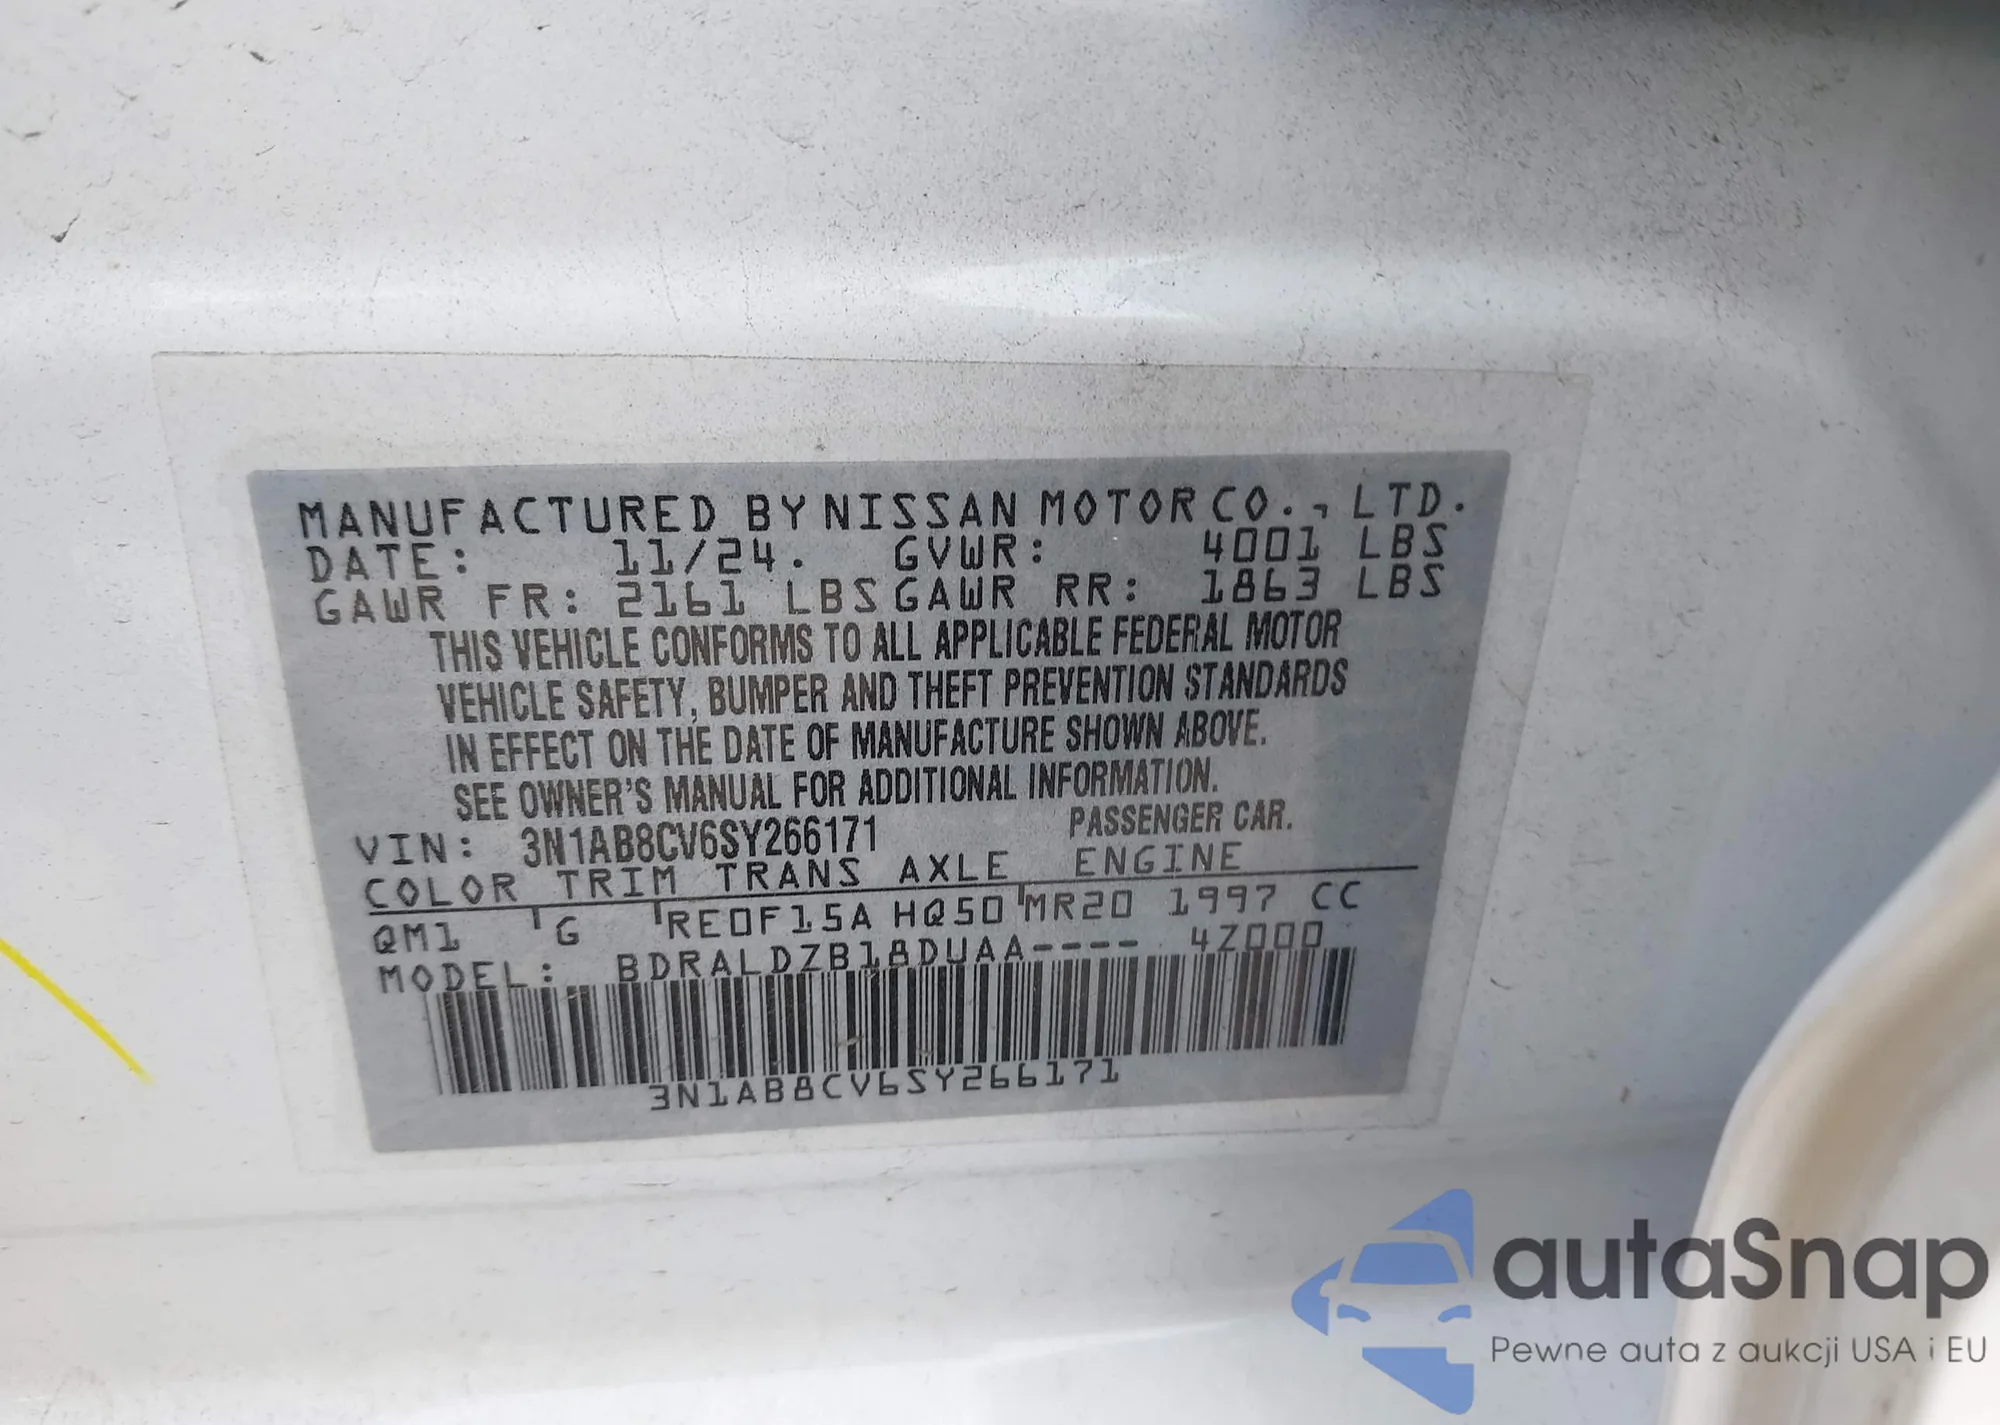 MANUFACTURED BY NISSAN MOTOR CO., LTD.
DATE: 11/24. GVWR: 4001 LBS
GAWR FR: 2161 LBS GAWR RR: 1863 LBS
THIS VEHICLE CONFORMS TO ALL APPLICABLE FEDERAL MOTOR
VEHICLE SAFETY, BUMPER AND THEFT PREVENTION STANDARDS
IN EFFECT ON THE DATE OF MANUFACTURE SHOWN ABOVE.
SEE OWNER'S MANUAL FOR ADDITIONAL INFORMATION.
VIN: 3N1AB8CV6SY266171 PASSENGER CAR.
COLOR TRIM TRANS AXLE ENGINE
QM1 G RE0F15A HQ50 MR20 1997 CC
MODEL: BDRALDZB18DUAA---- 4Z000
3N1AB8CV6SY266171
autaSnap
Pewne auta z aukcji USA i EU